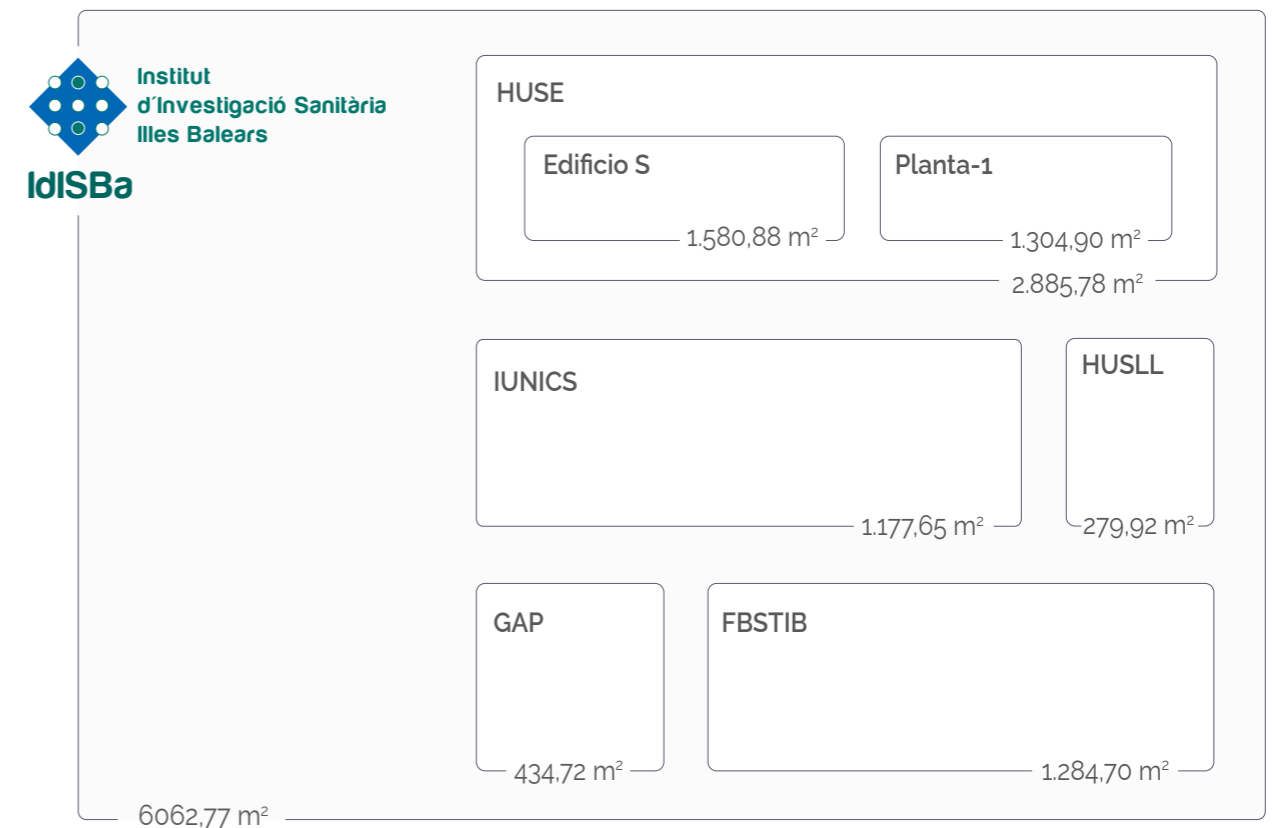 Institut
d´Investigació Sanitària
Illes Balears
IdISBa
HUSE
Edificio S
1.580,88 m²
Planta-1
1.304,90 m²
2.885,78 m²
IUNICS
1.177,65 m²
HUSLL
279,92 m²
GAP
434,72 m²
FBSTIB
1.284,70 m²
6062,77 m²